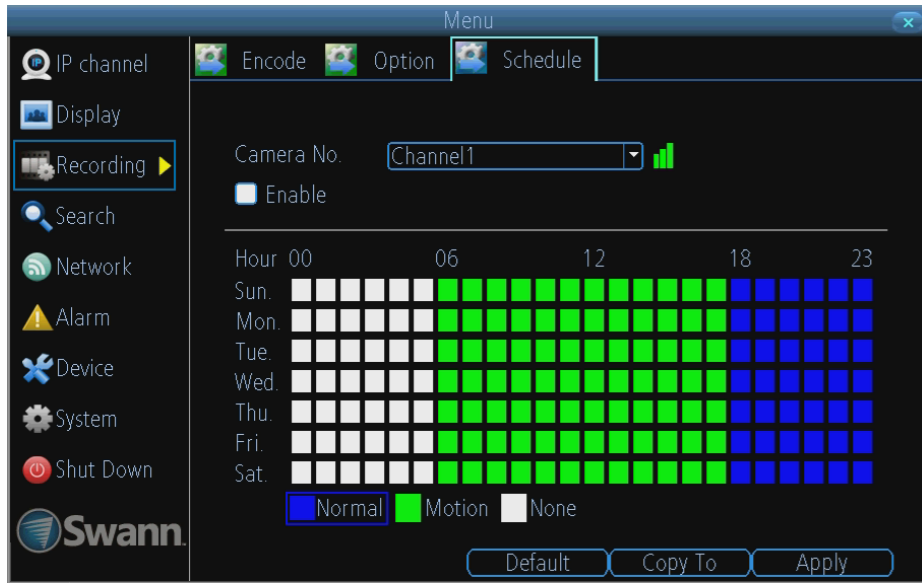 Menu
IP channel
Display
Recording
Search
Network
Alarm
Device
System
Shut Down
Swann
Encode Option Schedule
Camera No. Channel1
Enable
Hour 00 06 12 18 23
Sun.
Mon.
Tue.
Wed.
Thu.
Fri.
Sat.
Normal Motion None
Default Copy To Apply